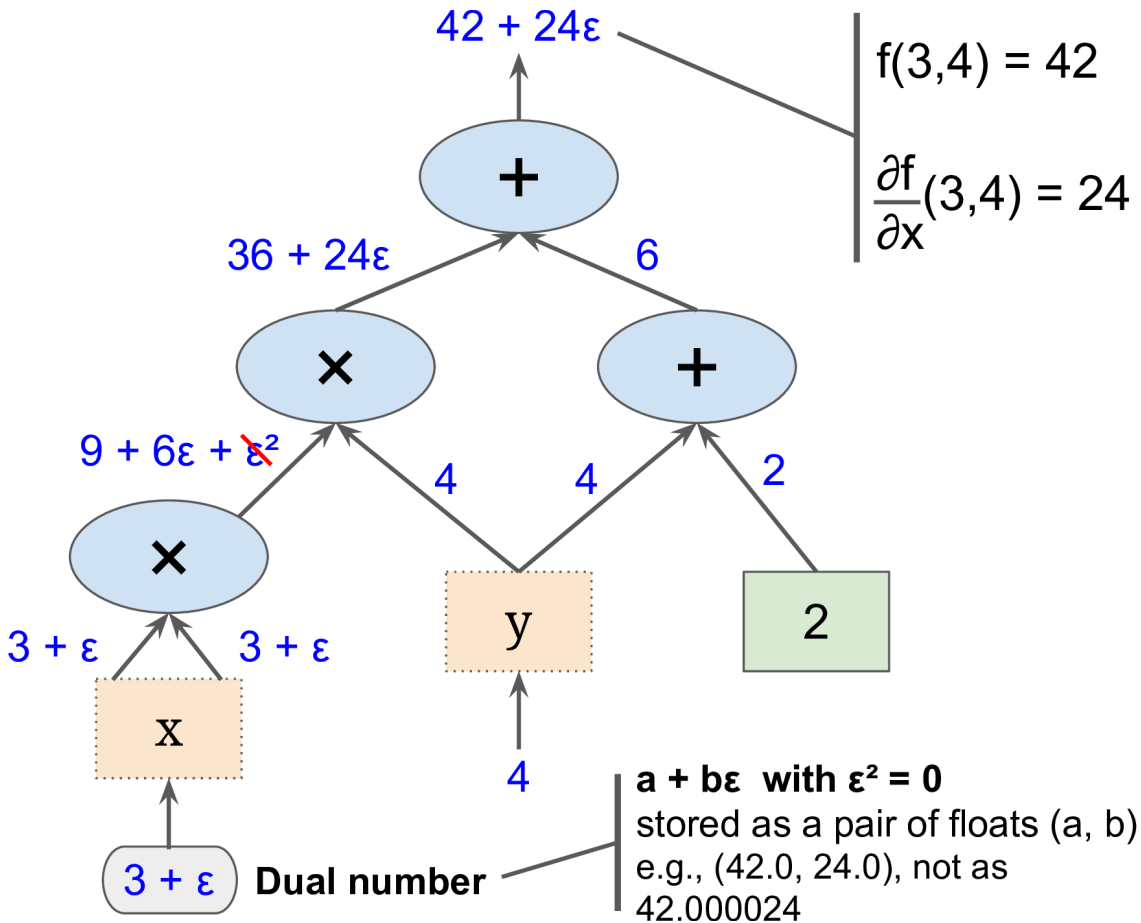 42 + 24ε
f(3,4) = 42
∂f
∂x
(3,4) = 24
+
36 + 24ε
6
×
+
9 + 6ε + ε²
4
4
2
×
3 + ε
3 + ε
y
2
x
4
3 + ε
Dual number
a + bε with ε² = 0
stored as a pair of floats (a, b)
e.g., (42.0, 24.0), not as
42.000024